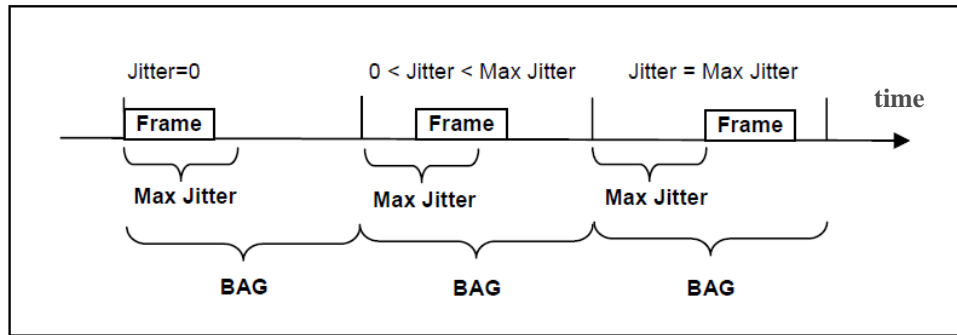 Jitter=0
0 < Jitter < Max Jitter
Jitter = Max Jitter
time
Frame
Frame
Frame
Max Jitter
Max Jitter
Max Jitter
BAG
BAG
BAG